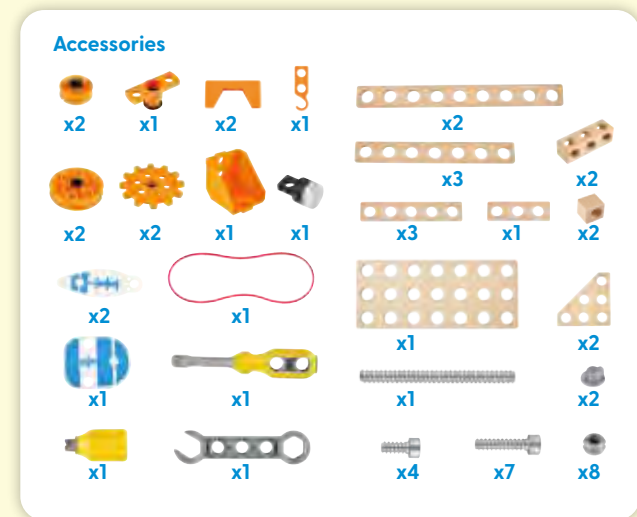 Accessories
x2 x1 x2 x1
x2
x3 x2
x2 x2 x1 x1
x3 x1 x2
x2 x1
x1 x2
x1 x1
x1 x2
x1 x1
x4 x7 x8